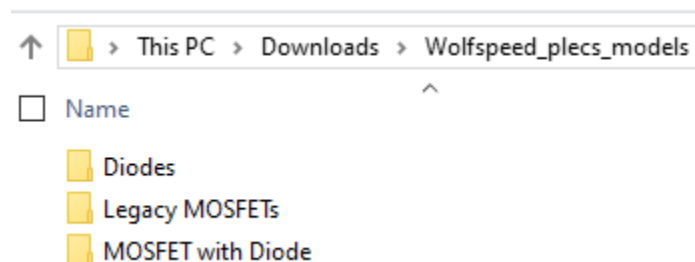 This PC > Downloads > Wolfspeed_plecs_models
Name
Diodes
Legacy MOSFETs
MOSFET with Diode